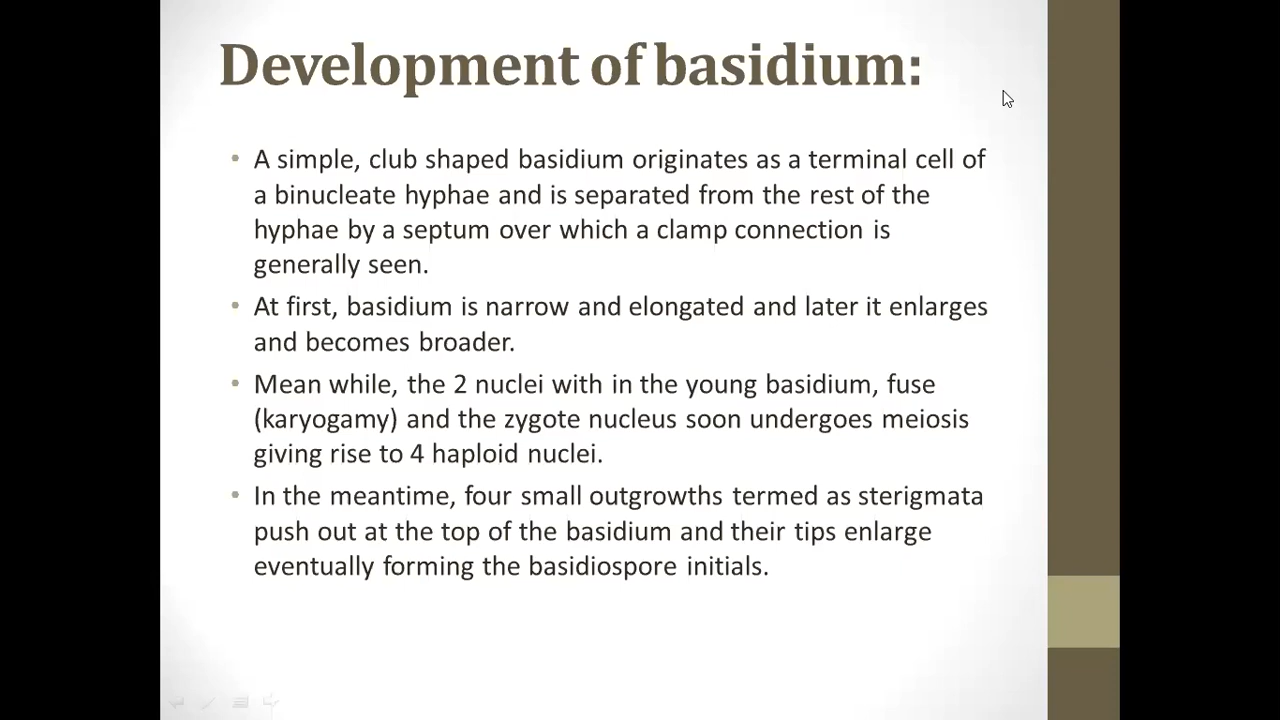 Development of basidium:
• A simple, club shaped basidium originates as a terminal cell of
a binucleate hyphae and is separated from the rest of the
hyphae by a septum over which a clamp connection is
generally seen.
• At first, basidium is narrow and elongated and later it enlarges
and becomes broader.
• Mean while, the 2 nuclei with in the young basidium, fuse
(karyogamy) and the zygote nucleus soon undergoes meiosis
giving rise to 4 haploid nuclei.
• In the meantime, four small outgrowths termed as sterigmata
push out at the top of the basidium and their tips enlarge
eventually forming the basidiospore initials.